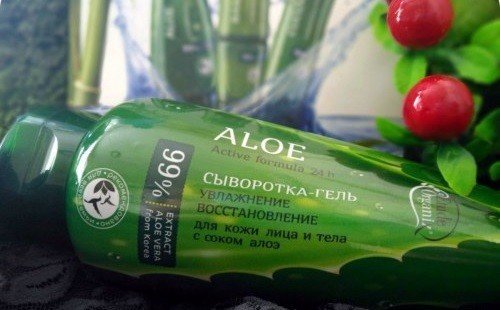 ALOE
Active formula 24 h
СЫВОРОТКА-ГЕЛЬ
УВЛАЖНЕНИЕ
ВОССТАНОВЛЕНИЕ
для кожи лица и тела
с соком алоэ
99%
EXTRACT
ALOE VERA
from Korea